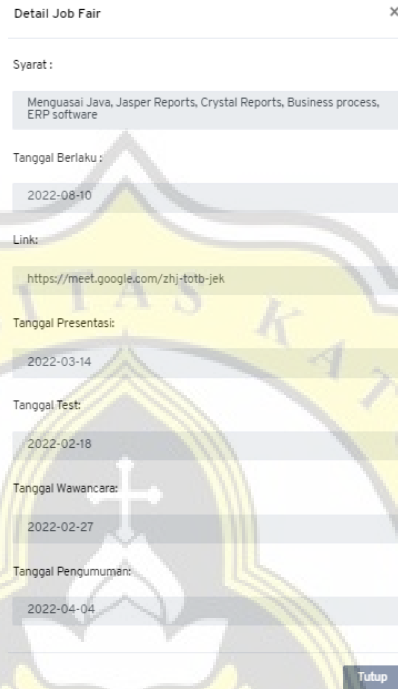 Detail Job Fair ×
Syarat :
Menguasai Java, Jasper Reports, Crystal Reports, Business process,
ERP software
Tanggal Berlaku :
2022-08-10
Link:
https://meet.google.com/zhj-totb-jek
ITAS KAT
Tanggal Presentasi:
2022-03-14
Tanggal Test:
2022-02-18
Tanggal Wawancara:
2022-02-27
Tanggal Pengumuman:
2022-04-04
Tutup